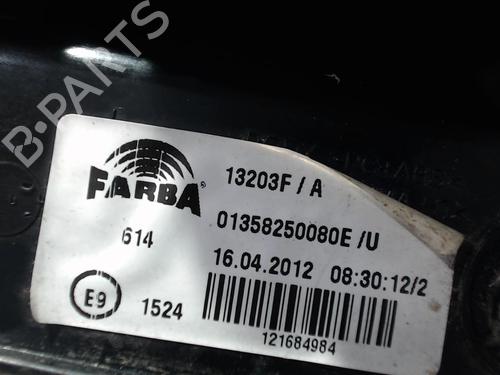 B-PARTS
FARBA®
13203F / A
01358250080E /U
614
16.04.2012 08:30:12/2
E9
1524
121684984